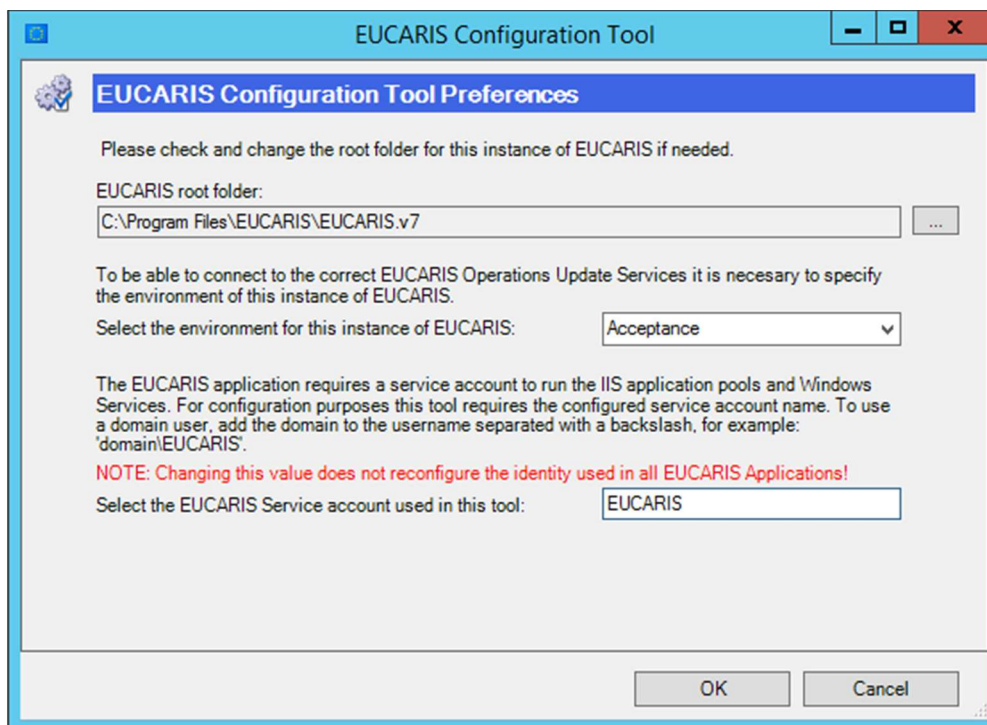 EUCARIS Configuration Tool
EUCARIS Configuration Tool Preferences
Please check and change the root folder for this instance of EUCARIS if needed.
EUCARIS root folder:
C:\Program Files\EUCARIS\EUCARIS.v7
...
To be able to connect to the correct EUCARIS Operations Update Services it is necesary to specify
the environment of this instance of EUCARIS.
Select the environment for this instance of EUCARIS:
Acceptance
The EUCARIS application requires a service account to run the IIS application pools and Windows
Services. For configuration purposes this tool requires the configured service account name. To use
a domain user, add the domain to the username separated with a backslash, for example:
'domain\EUCARIS'.
NOTE: Changing this value does not reconfigure the identity used in all EUCARIS Applications!
Select the EUCARIS Service account used in this tool:
EUCARIS
OK
Cancel